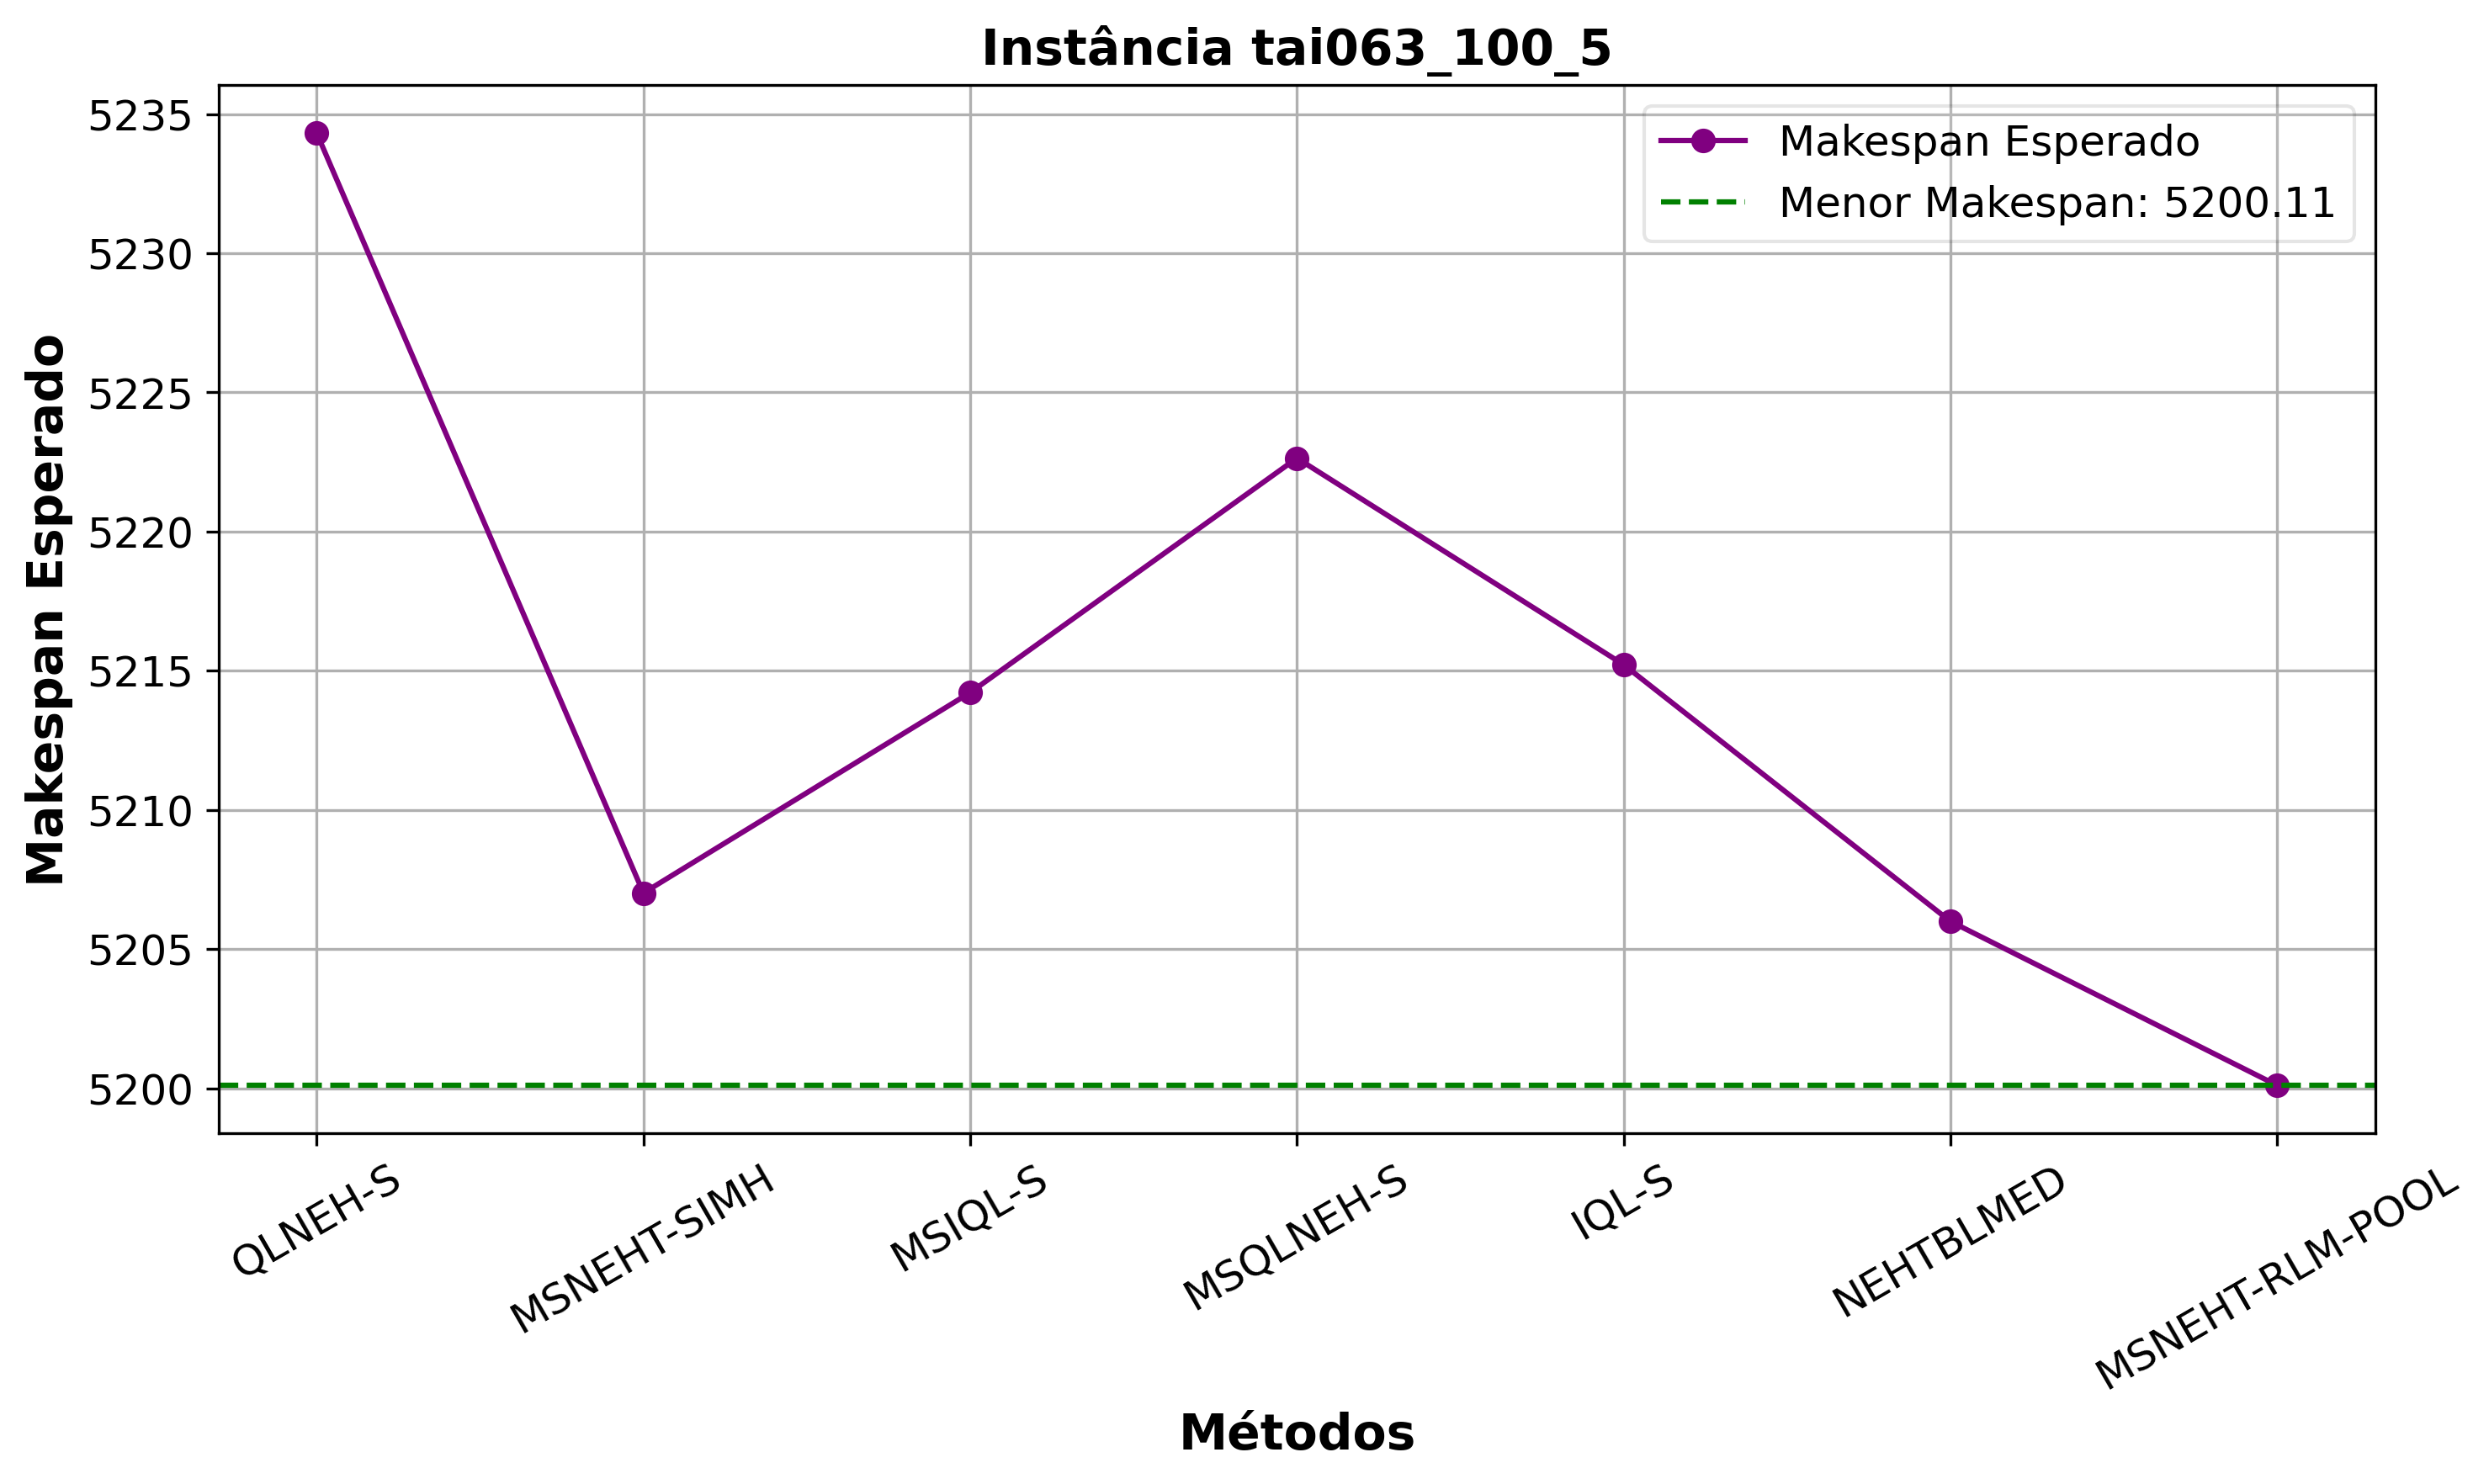 Instância tai063_100_5
Makespan Esperado
Menor Makespan: 5200.11
Makespan Esperado
5235
5230
5225
5220
5215
5210
5205
5200
QLNEH-S
MSNEHT-SIMH
MSIQL-S
MSQLNEH-S
IQL-S
NEHTBLMED
MSNEHT-RLM-POOL
Métodos